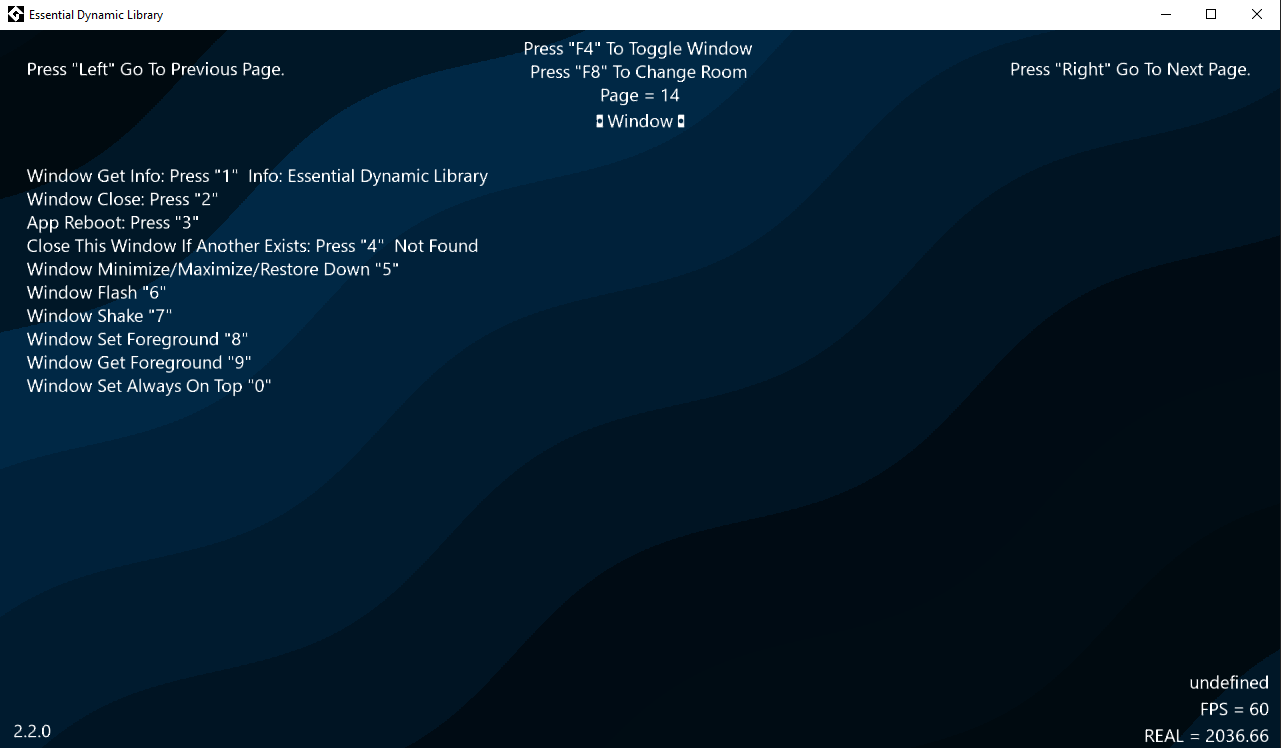 Essential Dynamic Library
Press "F4" To Toggle Window
Press "Left" Go To Previous Page.
Press "F8" To Change Room
Press "Right" Go To Next Page.
Page = 14
Window
Window Get Info: Press "1"  Info: Essential Dynamic Library
Window Close: Press "2"
App Reboot: Press "3"
Close This Window If Another Exists: Press "4"  Not Found
Window Minimize/Maximize/Restore Down "5"
Window Flash "6"
Window Shake "7"
Window Set Foreground "8"
Window Get Foreground "9"
Window Set Always On Top "0"
undefined
FPS = 60
2.2.0
REAL = 2036.66